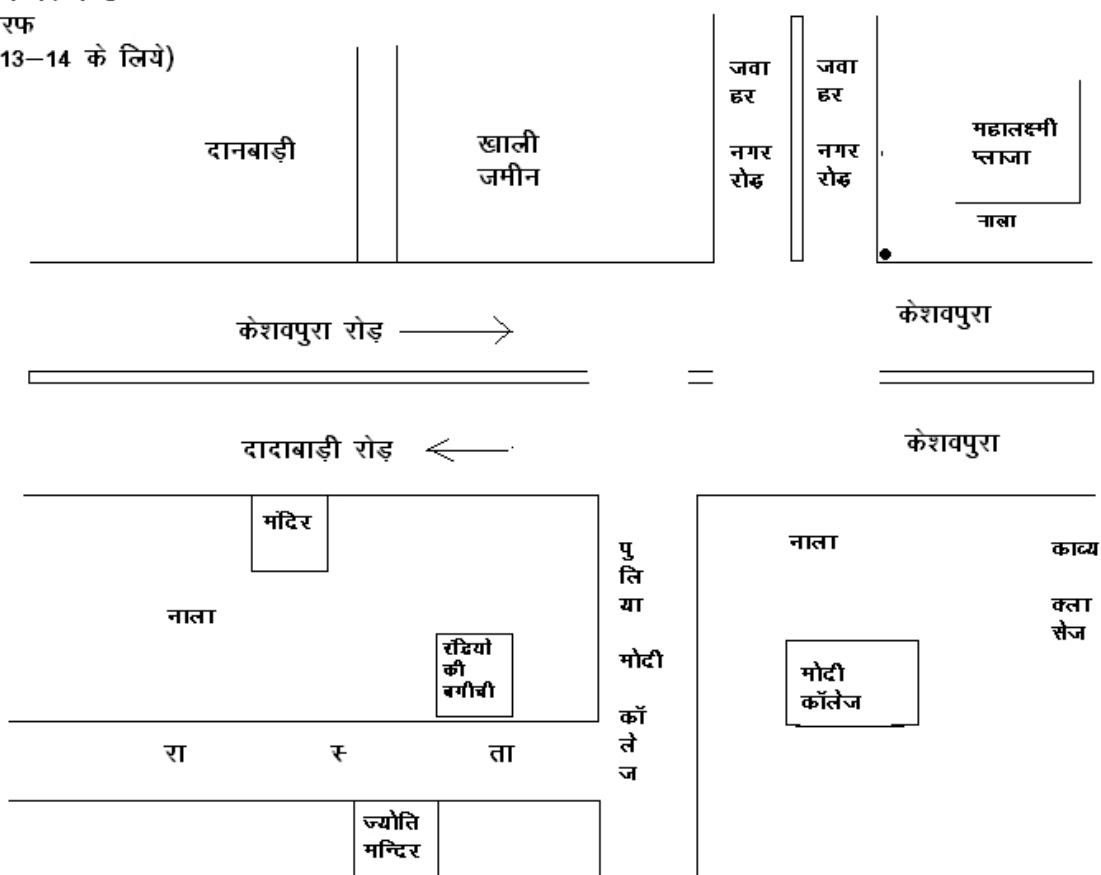 रफ
13–14 के लिये)
दानबाड़ी
खाली
जमीन
जवा
हर
नगर
रोड़
जवा
हर
नगर
रोड़
महालक्ष्मी
प्लाजा
नाला
केशवपुरा रोड़
केशवपुरा
दादाबाड़ी रोड़
केशवपुरा
मंदिर
नाला
रंडियो
की
बगीची
पु
लि
या
मोदी
कॉ
ले
ज
नाला
मोदी
कॉलेज
काव्य
क्ला
सेज
रा स्‍ ता
ज्योति
मन्दिर